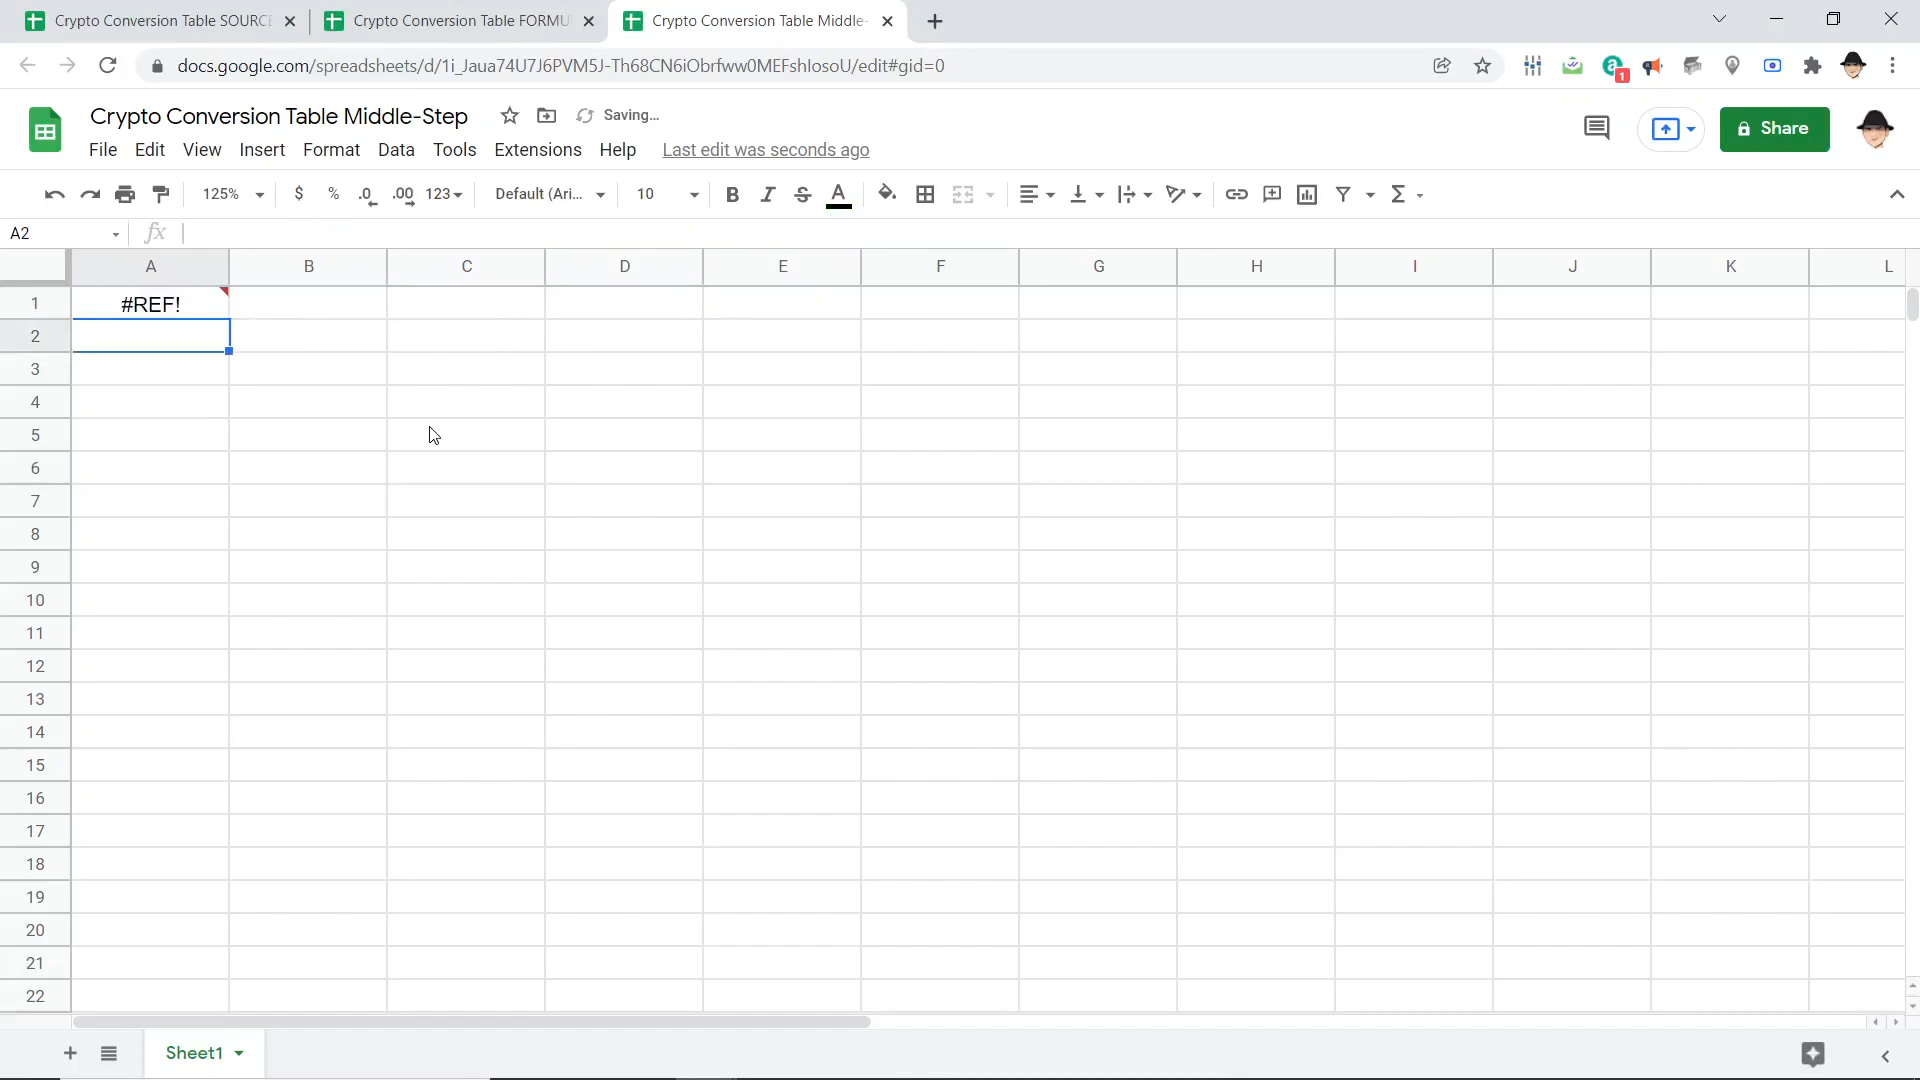 Crypto Conversion Table SOURCE
Crypto Conversion Table FORMU
Crypto Conversion Table Middle-
docs.google.com/spreadsheets/d/1i_Jaua74U7J6PVM5J-Th68CN6iObrfww0MEFshIosoU/edit#gid=0
1
Crypto Conversion Table Middle-Step
Saving...
File Edit View Insert Format Data Tools Extensions Help Last edit was seconds ago
Share
125% $ % .0 .00 123 Default (Ari... 10 B I S A Σ
A2 fx
A B C D E F G H I J K L
1 #REF!
2
3
4
5
6
7
8
9
10
11
12
13
14
15
16
17
18
19
20
21
22
Sheet1